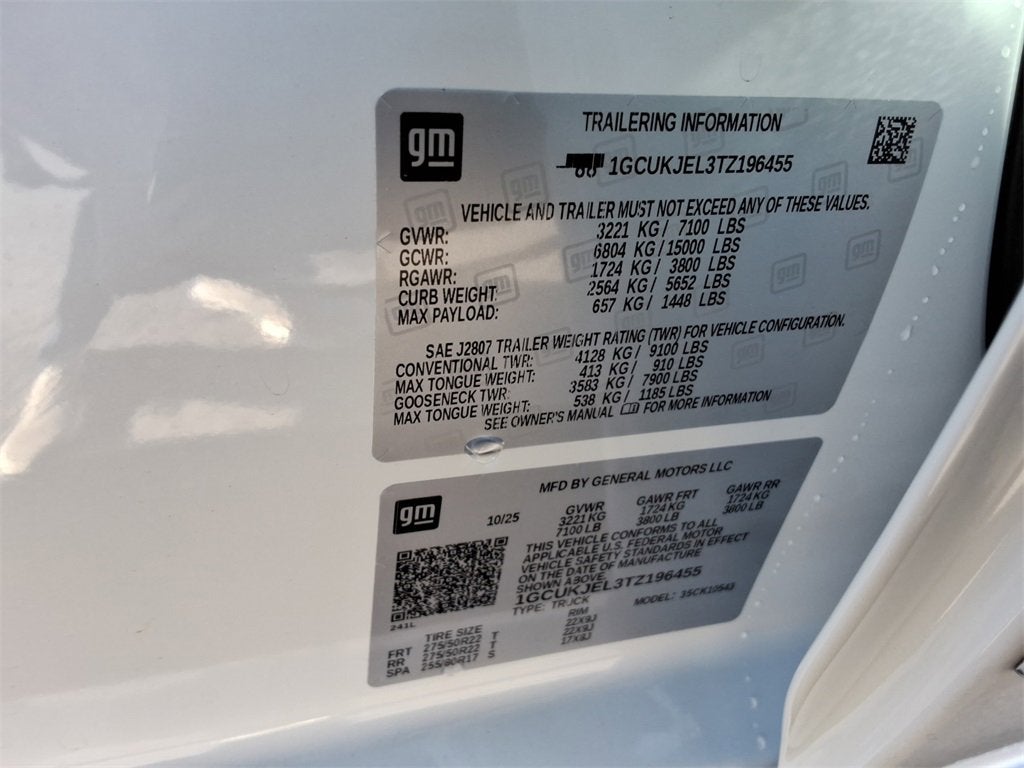 gm
TRAILERING INFORMATION
1GCUKJEL3TZ196455
VEHICLE AND TRAILER MUST NOT EXCEED ANY OF THESE VALUES.
GVWR: 3221 KG / 7100 LBS
GCWR: 6804 KG / 15000 LBS
RGAWR: 1724 KG / 3800 LBS
CURB WEIGHT: 2564 KG / 5652 LBS
MAX PAYLOAD: 657 KG / 1448 LBS
SAE J2807 TRAILER WEIGHT RATING (TWR) FOR VEHICLE CONFIGURATION.
CONVENTIONAL TWR: 4128 KG / 9100 LBS
MAX TONGUE WEIGHT: 413 KG / 910 LBS
GOOSENECK TWR: 3583 KG / 7900 LBS
MAX TONGUE WEIGHT: 538 KG / 1185 LBS
SEE OWNER'S MANUAL FOR MORE INFORMATION
gm
MFD BY GENERAL MOTORS LLC
10/25 GVWR GAWR FRT GAWR RR
3221 KG 1724 KG 1724 KG
7100 LB 3800 LB 3800 LB
THIS VEHICLE CONFORMS TO ALL
APPLICABLE U.S. FEDERAL MOTOR
VEHICLE SAFETY STANDARDS IN EFFECT
ON THE DATE OF MANUFACTURE
SHOWN ABOVE.
1GCUKJEL3TZ196455
TYPE: TRUCK MODEL: 35CK10543
241L
TIRE SIZE RIM
FRT 275/50R22 T 22X9J
RR 275/50R22 T 22X9J
SPA 255/80R17 S 17X8J